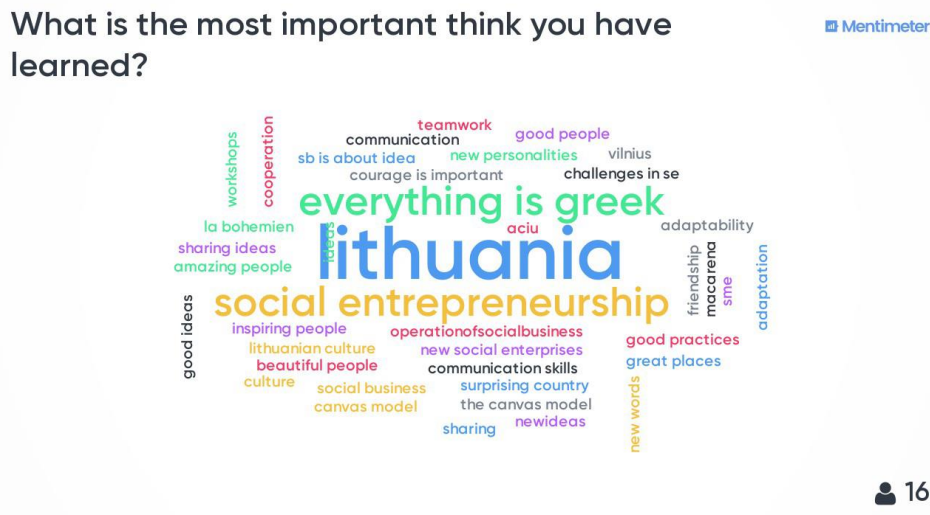 What is the most important think you have
learned?
Mentimeter
teamwork
communication
good people
workshops
cooperation
sb is about idea
new personalities
vilnius
courage is important
challenges in se
everything is greek
la bohemien
ideas
aciu
adaptability
sharing ideas
lithuania
amazing people
friendship
macarena
sme
adaptation
social entrepreneurship
good ideas
inspiring people
operationofsocialbusiness
good practices
lithuanian culture
new social enterprises
great places
beautiful people
communication skills
culture
social business
surprising country
new words
canvas model
the canvas model
newideas
sharing
16